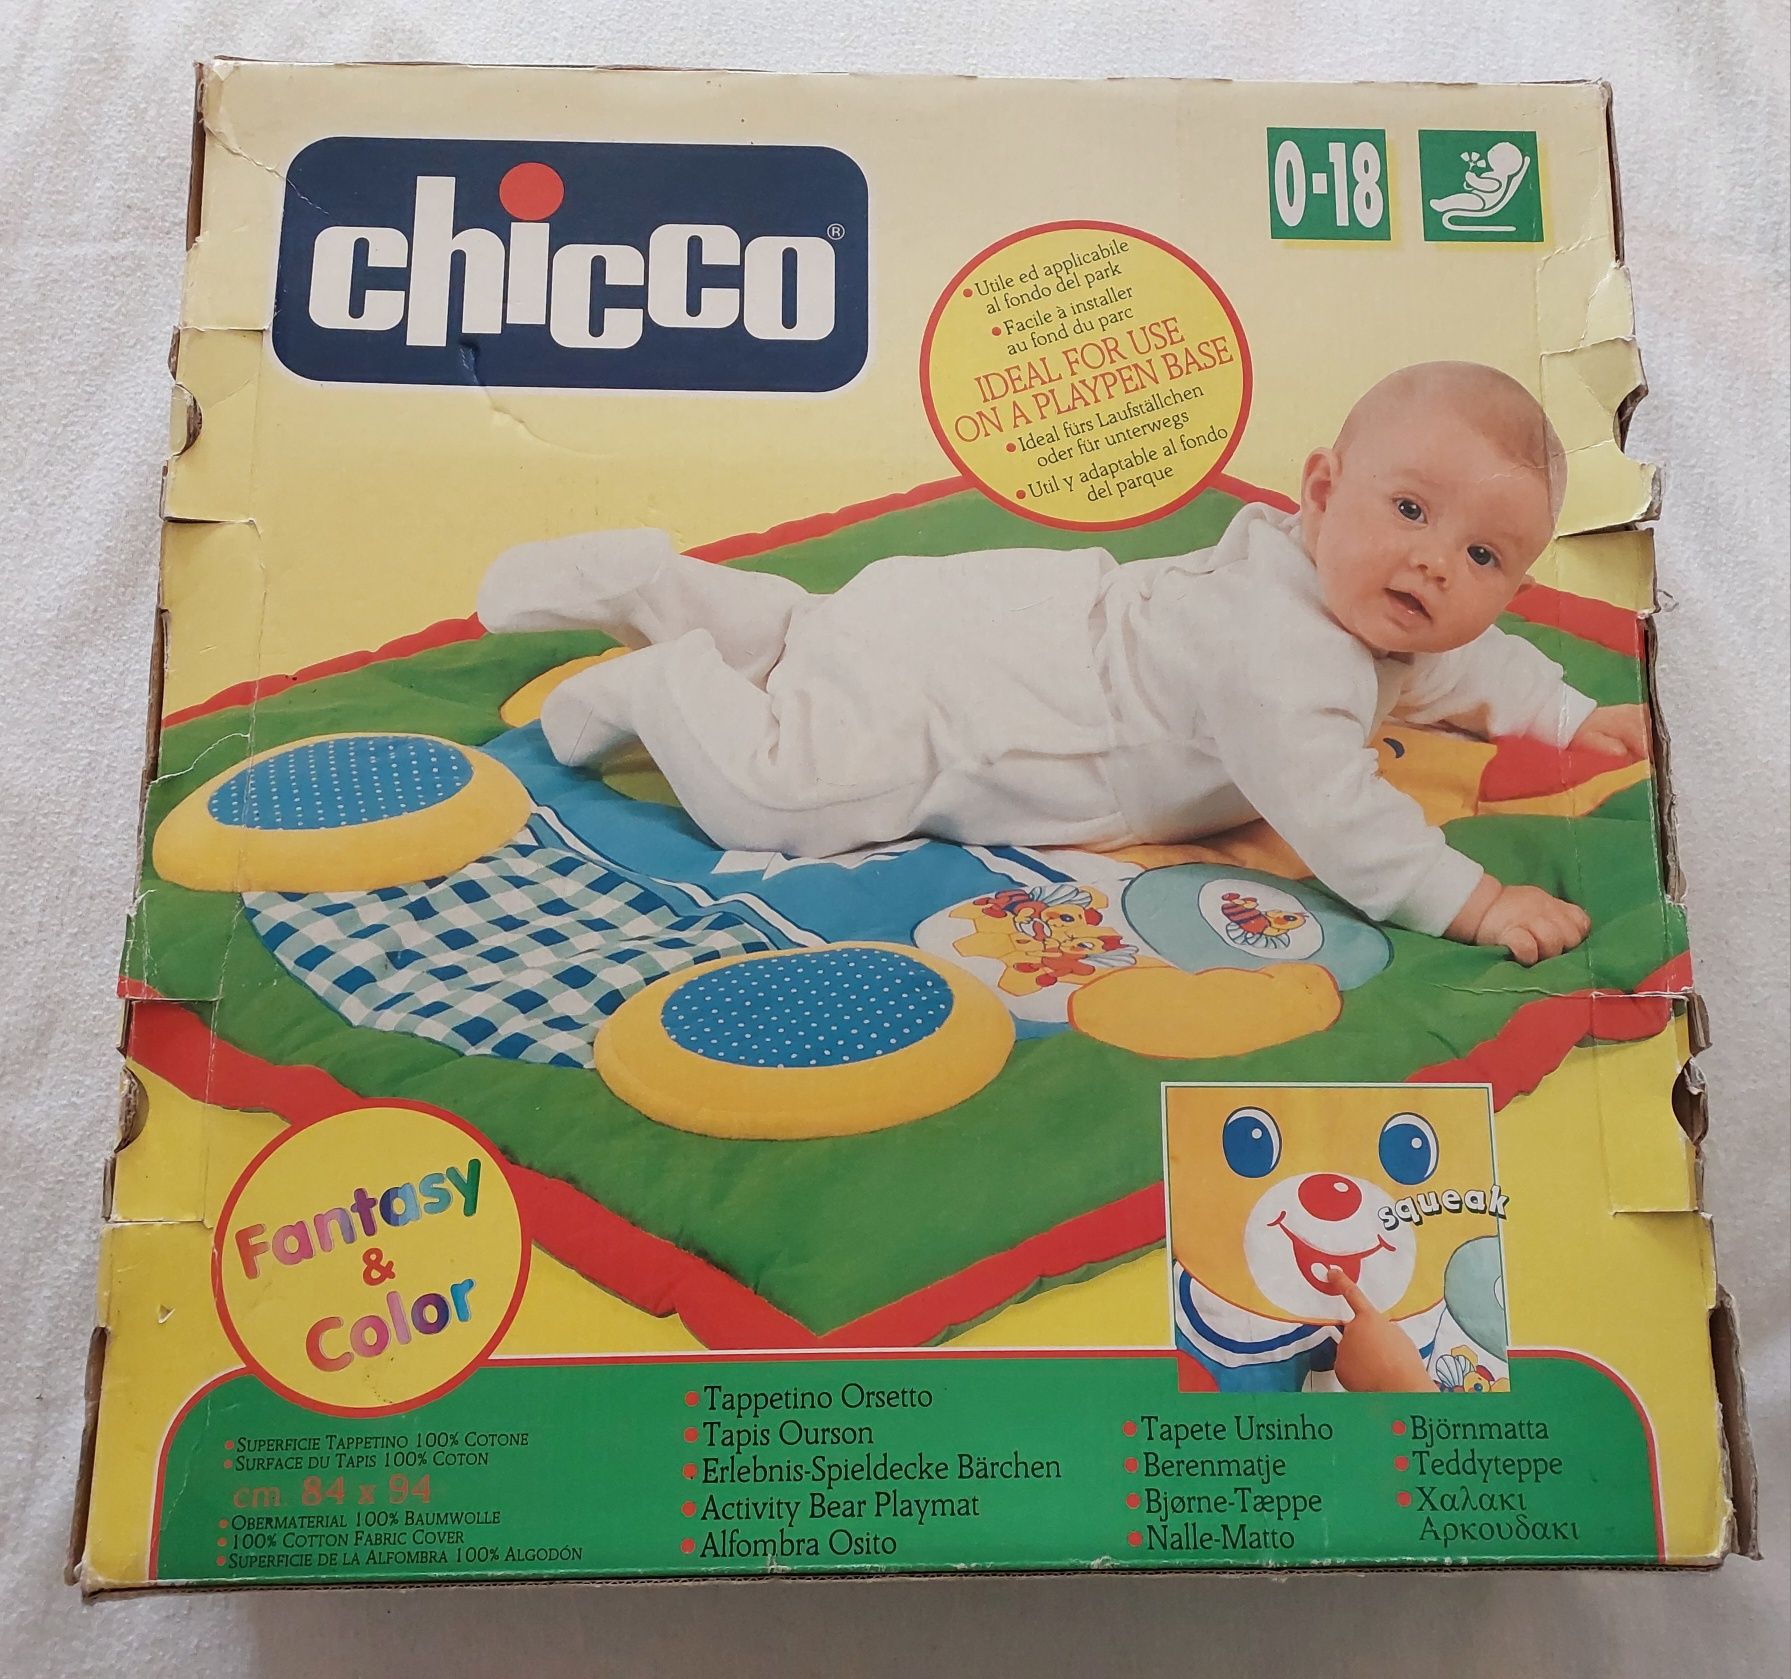 chicco®
0-18
• Utile ed applicabile
al fondo del park
• Facile à installer
au fond du parc
IDEAL FOR USE
ON A PLAYPEN BASE
• Ideal fürs Laufställchen
oder für unterwegs
• Util y adaptable al fondo
del parque
squeak
Fantasy
&
Color
• SUPERFICIE TAPPETINO 100% COTONE
• SURFACE DU TAPIS 100% COTON
cm. 84 x 94
• OBERMATERIAL 100% BAUMWOLLE
• 100% COTTON FABRIC COVER
• SUPERFICIE DE LA ALFOMBRA 100% ALGODÓN
• Tappetino Orsetto
• Tapis Ourson
• Erlebnis-Spieldecke Bärchen
• Activity Bear Playmat
• Alfombra Osito
• Tapete Ursinho
• Berenmatje
• Bjørne-Tæppe
• Nalle-Matto
• Björnmatta
• Teddyteppe
• Χαλακι
Αρκουδακι